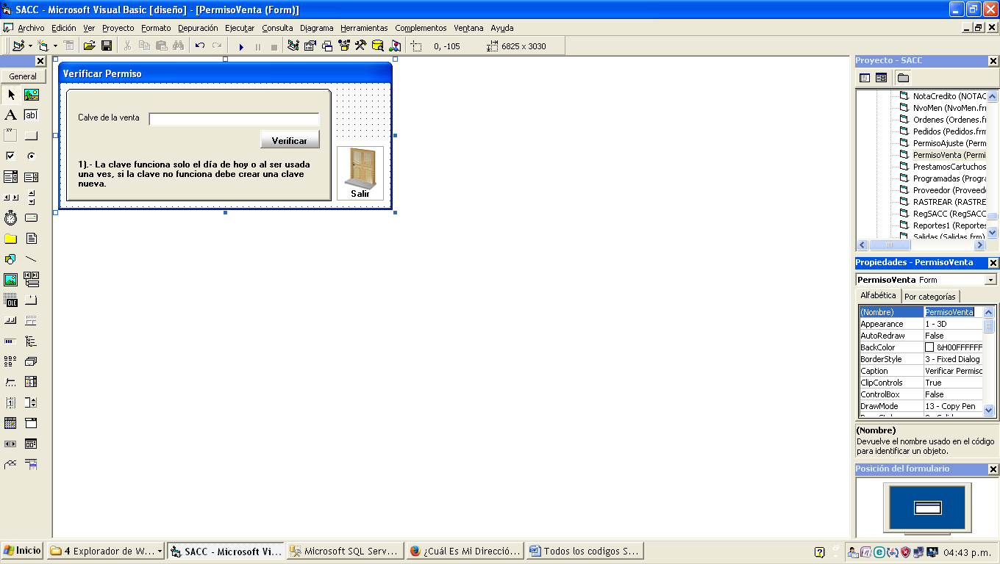 SACC - Microsoft Visual Basic [diseño] - [PermisoVenta (Form)]
Archivo Edición Ver Proyecto Formato Depuración Ejecutar Consulta Diagrama Herramientas Complementos Ventana Ayuda
0, -105 6825 x 3030
General
Verificar Permiso
Calve de la venta
Verificar
1).- La clave funciona solo el día de hoy o al ser usada
una ves, si la clave no funciona debe crear una clave
nueva.
Salir
Proyecto - SACC
NotaCredito (NOTAC
NvoMen (NvoMen.frm
Ordenes (Ordenes.fr
Pedidos (Pedidos.frm
PermisoAjuste (Perm
PermisoVenta (Permi
PrestamosCartuchos
Programadas (Progra
Proveedor (Proveed
RASTREAR (RASTRE
RegSACC (RegSACC
Reportes1 (Reportes
Salidas (Salidas.frm)
Propiedades - PermisoVenta
PermisoVenta Form
Alfabética Por categorías
(Nombre) PermisoVenta
Appearance 1 - 3D
AutoRedraw False
BackColor &H00FFFFFF
BorderStyle 3 - Fixed Dialog
Caption Verificar Permiso
ClipControls True
ControlBox False
DrawMode 13 - Copy Pen
(Nombre)
Devuelve el nombre usado en el código
para identificar un objeto.
Posición del formulario
Inicio 4 Explorador de W... SACC - Microsoft Vi... Microsoft SQL Serv... ¿Cuál Es Mi Direcció... Todos los codigos S... 04:43 p.m.